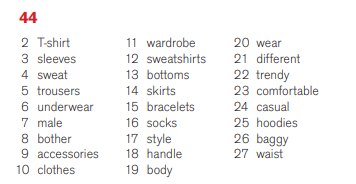 44
2 T-shirt
3 sleeves
4 sweat
5 trousers
6 underwear
7 male
8 bother
9 accessories
10 clothes
11 wardrobe
12 sweatshirts
13 bottoms
14 skirts
15 bracelets
16 socks
17 style
18 handle
19 body
20 wear
21 different
22 trendy
23 comfortable
24 casual
25 hoodies
26 baggy
27 waist